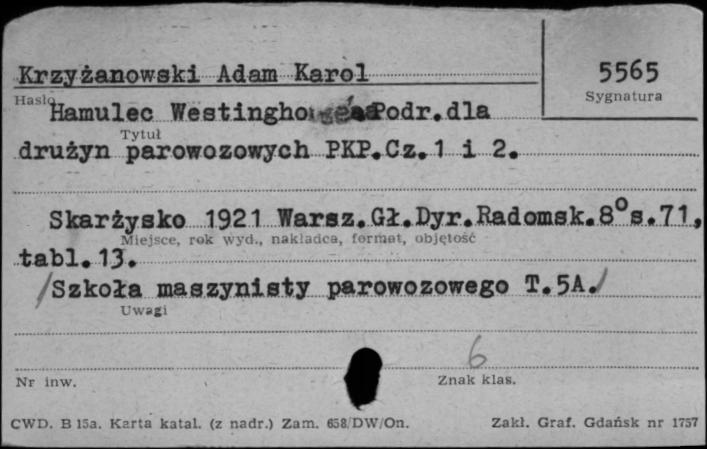 Krzyżanowski Adam Karol
5565
Hasło
Sygnatura
Hamulec Podr.dla
Tytuł
drużyn parowozowych PKP.Cz.1 i 2.
Skarżysko 1921 Warsz.Gł.Dyr.Radomsk.8°s.71,
Miejsce, rok wyd., nakładca, format, objętość
tabl.13.
/Szkoła maszynisty parowozowego T.5A./
Uwagi
6
Nr inw.
Znak klas.
CWD. B 15a. Karta katal. (z nadr.) Zam. 658/DW/On.
Zakł. Graf. Gdańsk nr 1757